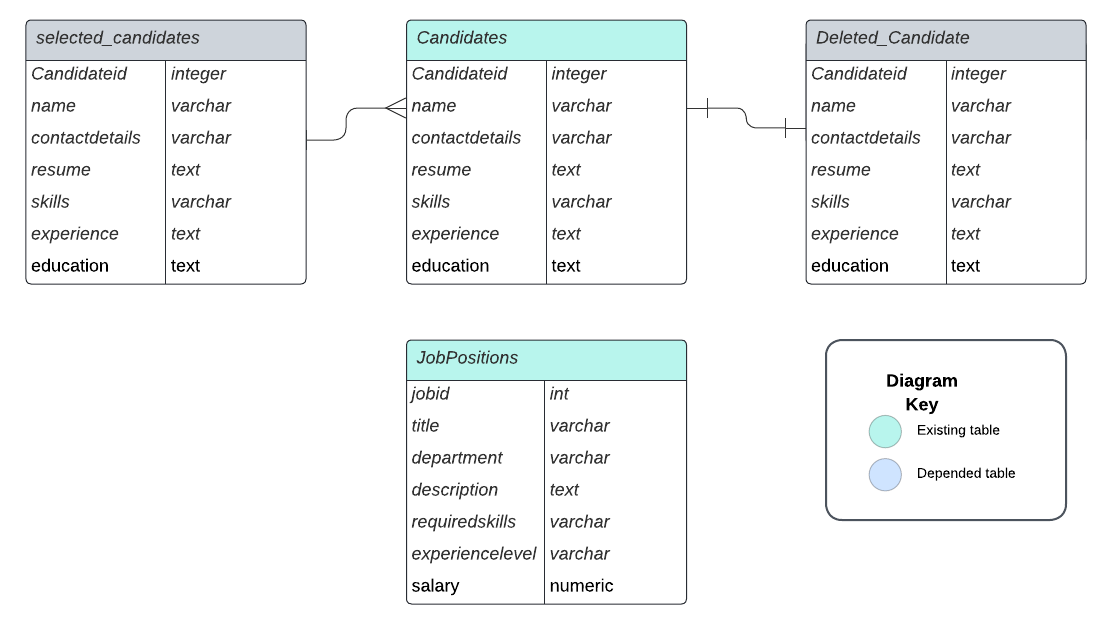 selected_candidates
Candidateid integer
name varchar
contactdetails varchar
resume text
skills varchar
experience text
education text
Candidates
Candidateid integer
name varchar
contactdetails varchar
resume text
skills varchar
experience text
education text
Deleted_Candidate
Candidateid integer
name varchar
contactdetails varchar
resume text
skills varchar
experience text
education text
JobPositions
jobid int
title varchar
department varchar
description text
requiredskills varchar
experiencelevel varchar
salary numeric
Diagram
Key
Existing table
Depended table